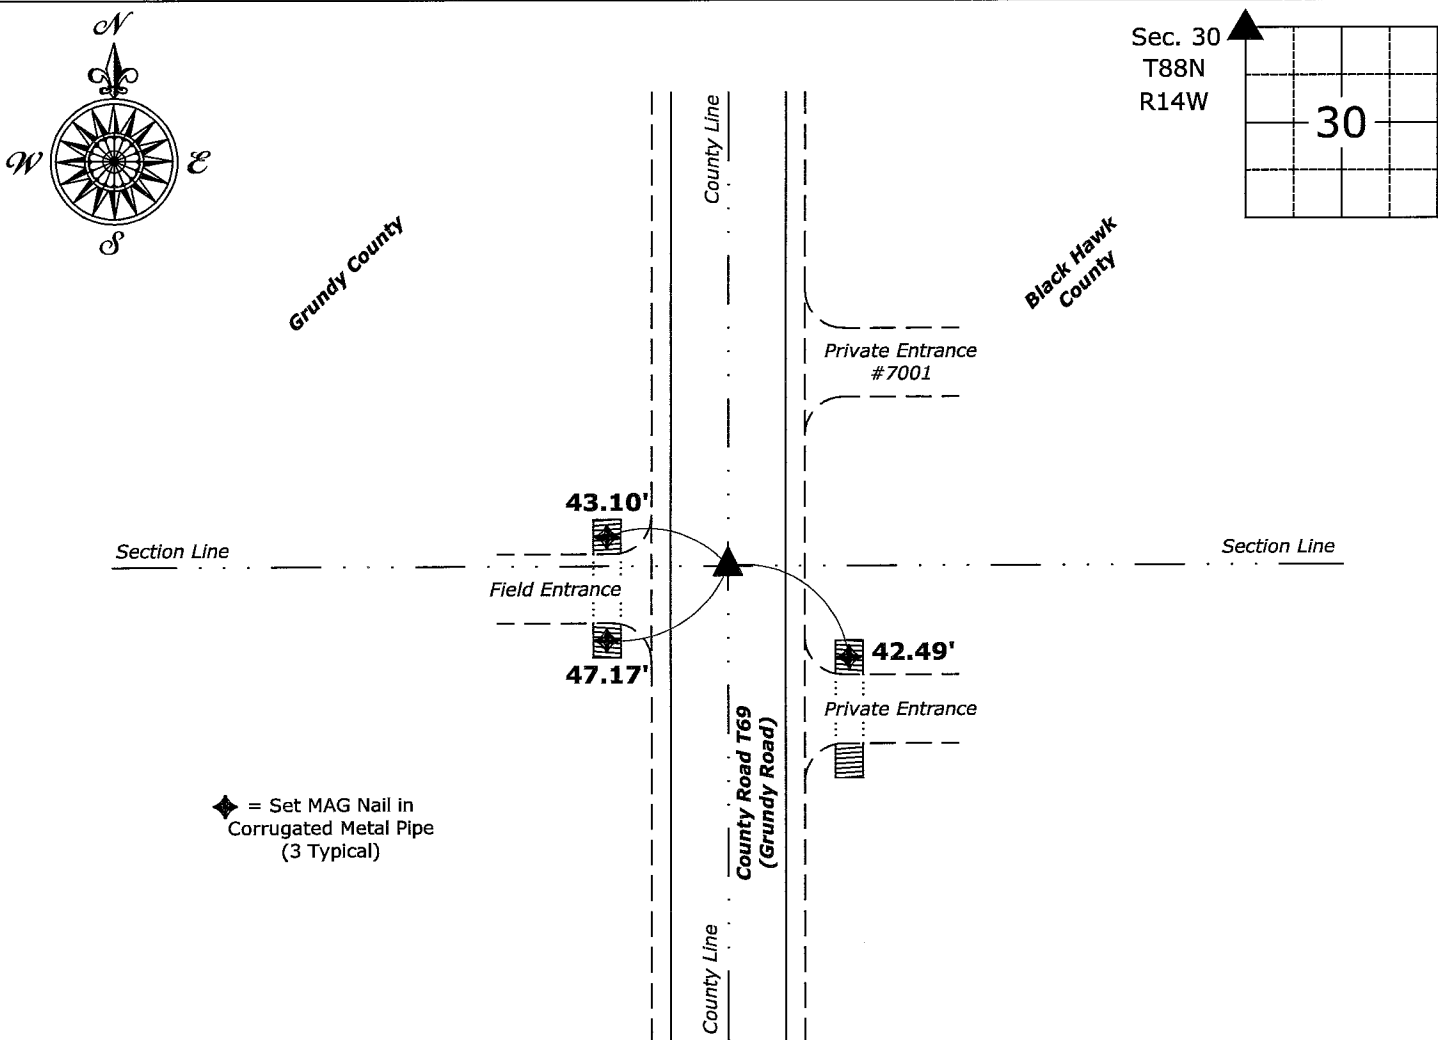 N
W
E
S
Sec. 30
T88N
R14W
30
County Line
Grundy County
Black Hawk
County
Private Entrance
#7001
43.10'
Section Line
Section Line
Field Entrance
47.17'
42.49'
Private Entrance
County Road T69
(Grundy Road)
= Set MAG Nail in
Corrugated Metal Pipe
(3 Typical)
County Line